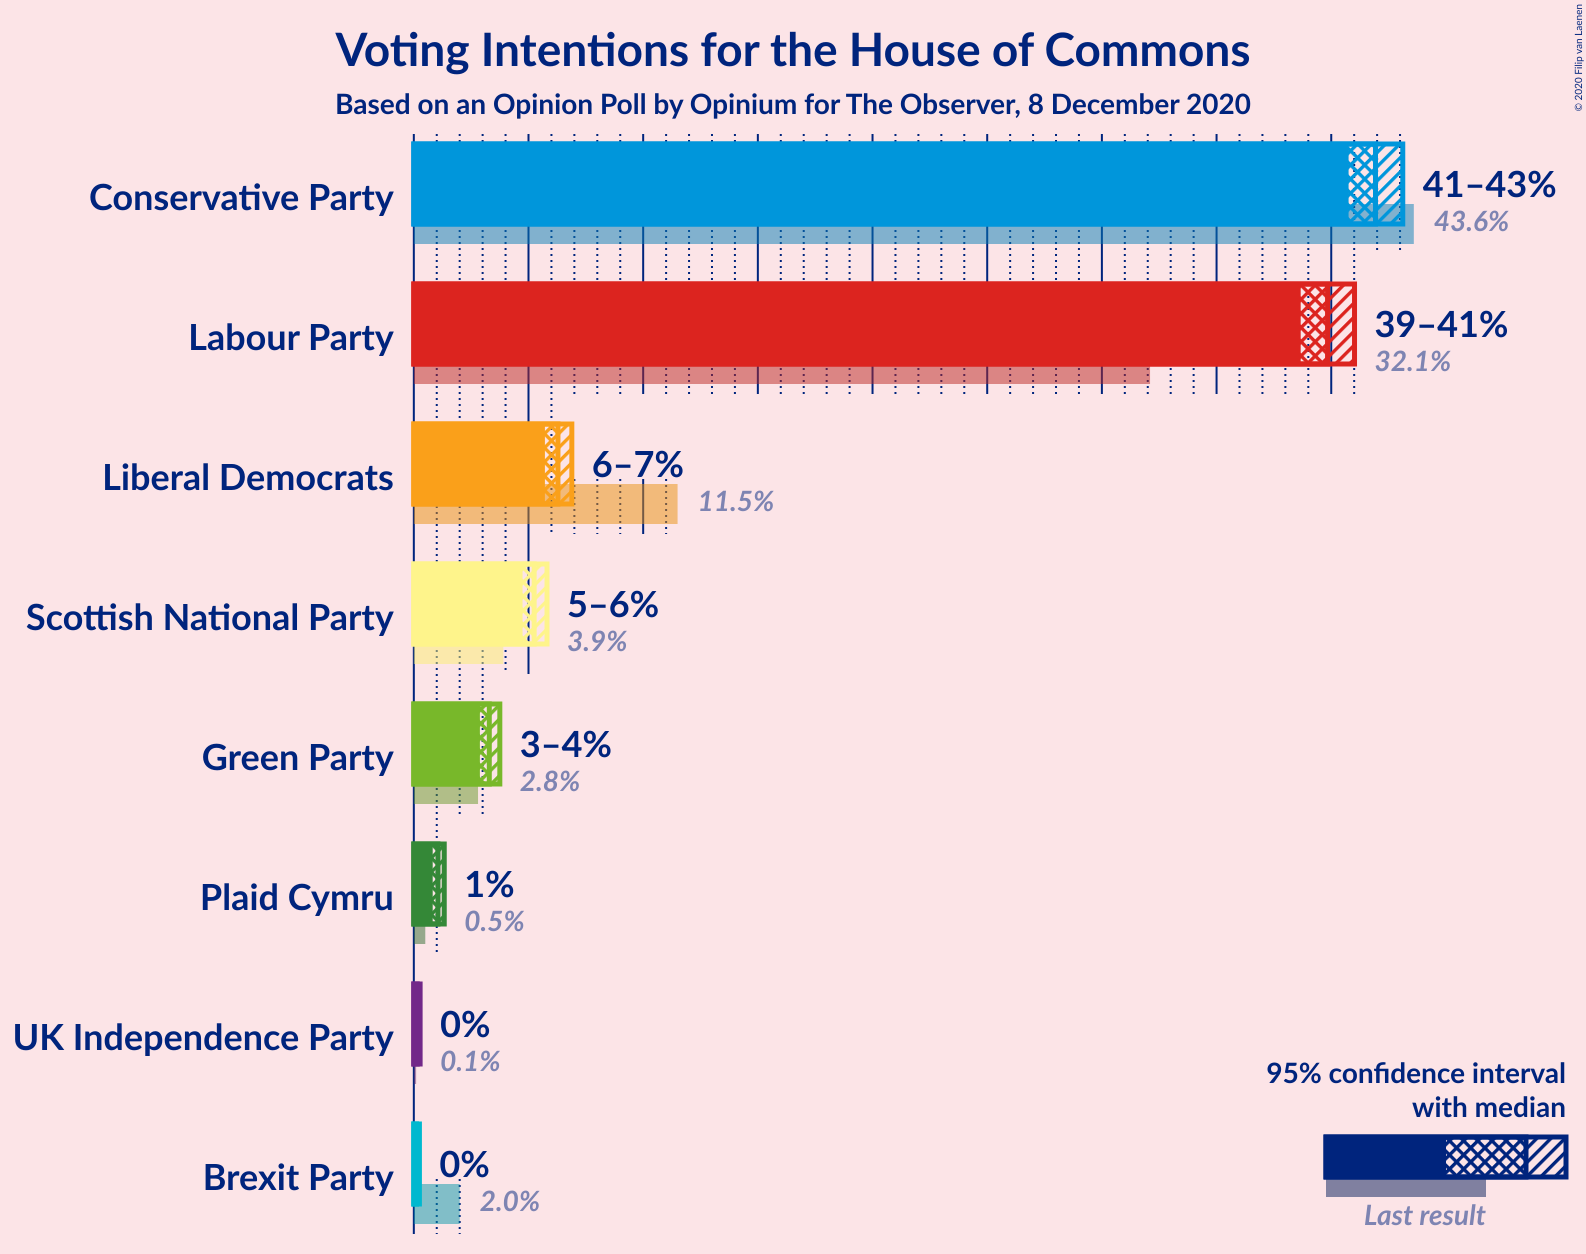 Voting Intentions for the House of Commons
Based on an Opinion Poll by Opinium for The Observer, 8 December 2020
© 2020 Filip van Laenen
Conservative Party
41–43%
43.6%
Labour Party
39–41%
32.1%
Liberal Democrats
6–7%
11.5%
Scottish National Party
5–6%
3.9%
Green Party
3–4%
2.8%
Plaid Cymru
1%
0.5%
UK Independence Party
0%
0.1%
Brexit Party
0%
2.0%
95% confidence interval
with median
Last result